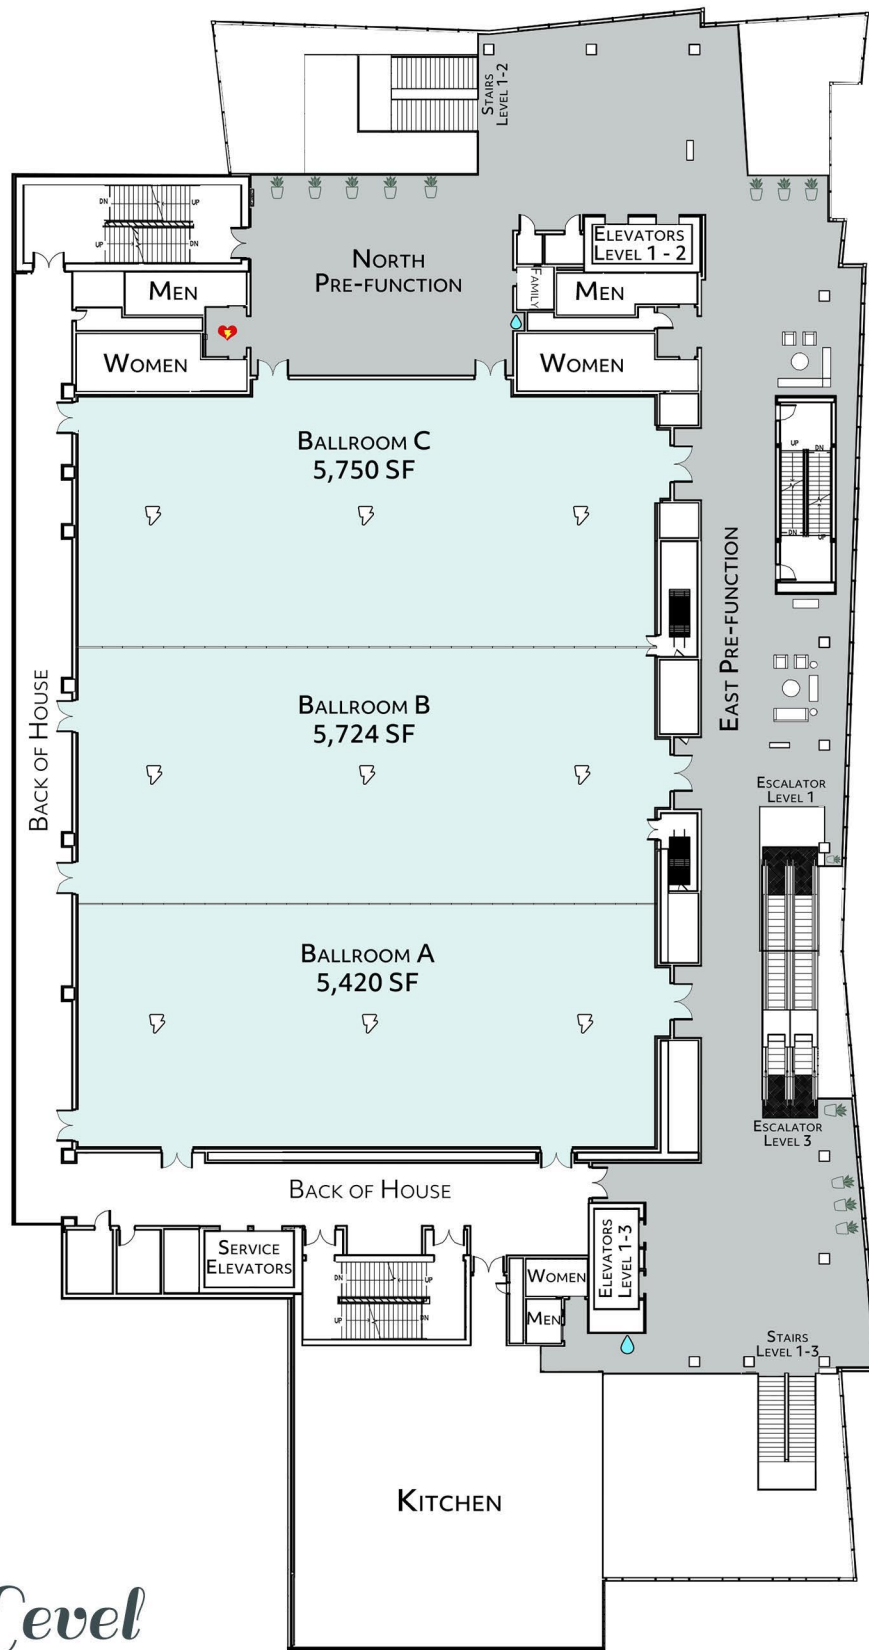 STAIRS
LEVEL 1-2
DN
UP
UP
DN
NORTH
PRE-FUNCTION
ELEVATORS
LEVEL 1 - 2
MEN
FAMILY
MEN
WOMEN
WOMEN
BALLROOM C
5,750 SF
UP
DN
DN
UP
EAST PRE-FUNCTION
BACK OF HOUSE
BALLROOM B
5,724 SF
ESCALATOR
LEVEL 1
BALLROOM A
5,420 SF
ESCALATOR
LEVEL 3
BACK OF HOUSE
SERVICE
ELEVATORS
DN
UP
UP
DN
WOMEN
MEN
ELEVATORS
LEVEL 1-3
STAIRS
LEVEL 1-3
KITCHEN
Level